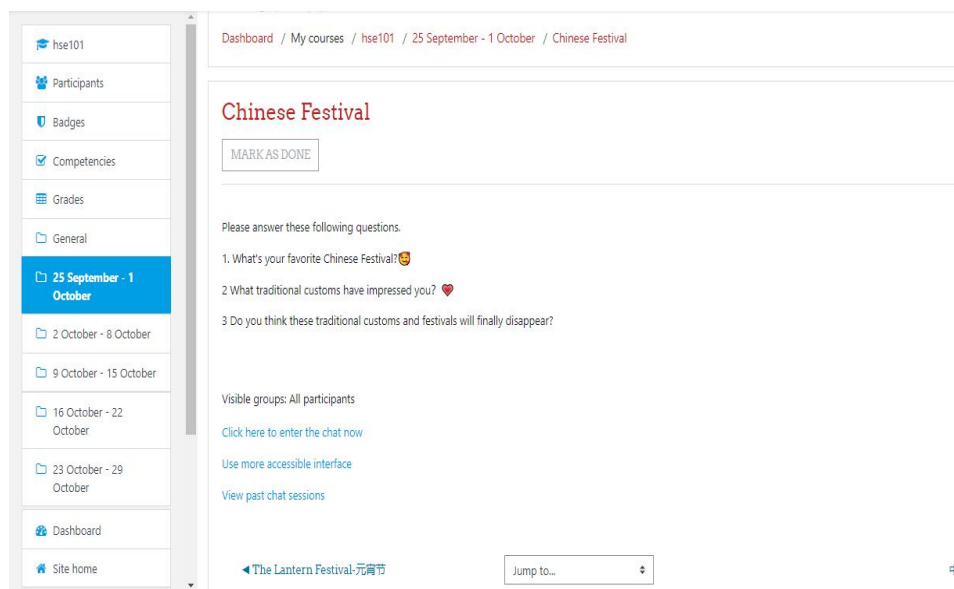 hse101
Participants
Badges
Competencies
Grades
General
25 September - 1
October
2 October - 8 October
9 October - 15 October
16 October - 22
October
23 October - 29
October
Dashboard
Site home
Dashboard / My courses / hse101 / 25 September - 1 October / Chinese Festival
Chinese Festival
MARK AS DONE
Please answer these following questions.
1. What's your favorite Chinese Festival?🥰
2 What traditional customs have impressed you? 💗
3 Do you think these traditional customs and festivals will finally disappear?
Visible groups: All participants
Click here to enter the chat now
Use more accessible interface
View past chat sessions
◀ The Lantern Festival-元宵节
Jump to...